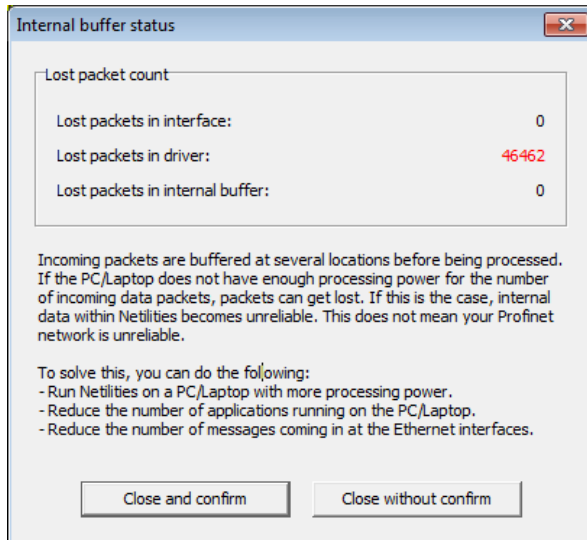 Internal buffer status
Lost packet count
Lost packets in interface: 0
Lost packets in driver: 46462
Lost packets in internal buffer: 0
Incoming packets are buffered at several locations before being processed.
If the PC/Laptop does not have enough processing power for the number
of incoming data packets, packets can get lost. If this is the case, internal
data within Netilities becomes unreliable. This does not mean your Profinet
network is unreliable.
To solve this, you can do the following:
- Run Netilities on a PC/Laptop with more processing power.
- Reduce the number of applications running on the PC/Laptop.
- Reduce the number of messages coming in at the Ethernet interfaces.
Close and confirm Close without confirm